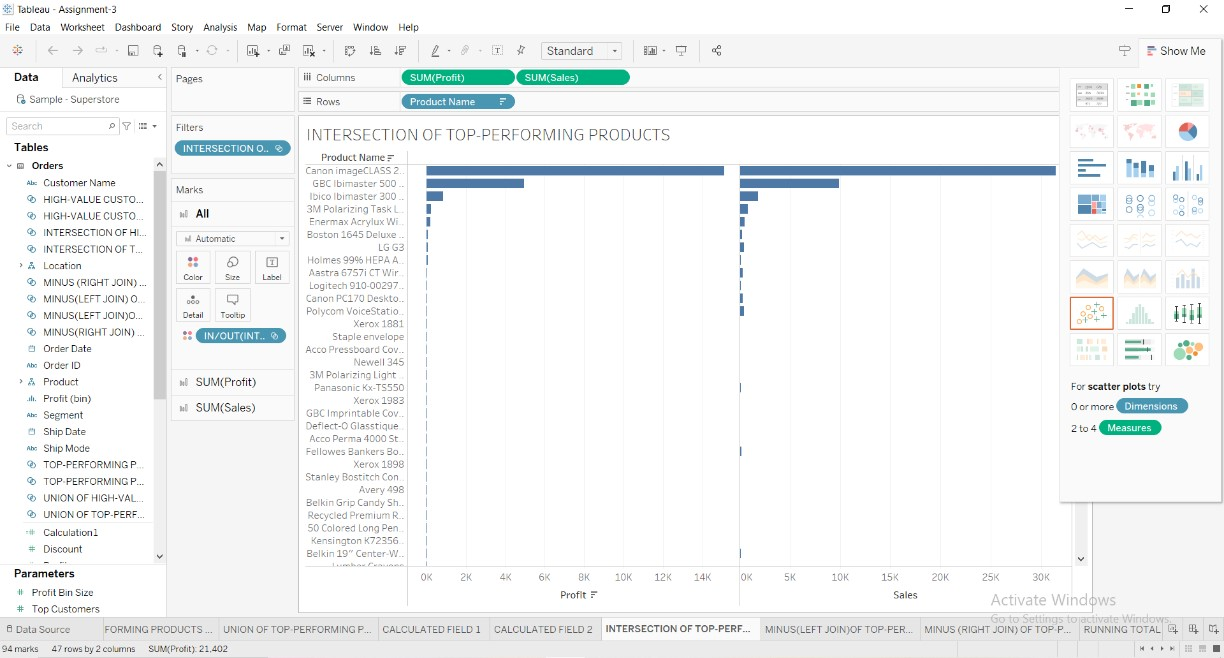 Tableau - Assignment-3
File Data Worksheet Dashboard Story Analysis Map Format Server Window Help
Standard
Show Me
Data Analytics
Sample - Superstore
Search
Tables
Orders
Abc Customer Name
HIGH-VALUE CUSTO...
HIGH-VALUE CUSTO...
INTERSECTION OF HI...
INTERSECTION OF T...
Location
MINUS (RIGHT JOIN) ...
MINUS(LEFT JOIN) O...
MINUS(LEFT JOIN)O...
MINUS(RIGHT JOIN) ...
Order Date
Abc Order ID
Product
Profit (bin)
Abc Segment
Ship Date
Abc Ship Mode
TOP-PERFORMING P...
TOP-PERFORMING P...
UNION OF HIGH-VAL...
UNION OF TOP-PERF...
Calculation1
Discount
Parameters
Profit Bin Size
Top Customers
Pages
Filters
INTERSECTION O..
Marks
All
Automatic
Color Size Label
Detail Tooltip
IN/OUT(INT..
SUM(Profit)
SUM(Sales)
Columns SUM(Profit) SUM(Sales)
Rows Product Name
INTERSECTION OF TOP-PERFORMING PRODUCTS
Product Name
Canon imageCLASS 2..
GBC Ibimaster 500 ..
Ibico Ibimaster 300 ..
3M Polarizing Task L..
Enermax Acrylux Wi..
Boston 1645 Deluxe ..
LG G3
Holmes 99% HEPA A..
Aastra 6757i CT Wir..
Logitech 910-00297..
Canon PC170 Deskto..
Polycom VoiceStatio..
Xerox 1881
Staple envelope
Acco Pressboard Cov..
Newell 345
3M Polarizing Light ..
Panasonic Kx-TS550
Xerox 1983
GBC Imprintable Cov..
Deflect-O Glasstique..
Acco Perma 4000 St..
Fellowes Bankers Bo..
Xerox 1898
Stanley Bostitch Con..
Avery 498
Belkin Grip Candy Sh..
Recycled Premium R..
50 Colored Long Pen..
Kensington K72356..
Belkin 19" Center-W..
0K 2K 4K 6K 8K 10K 12K 14K 0K 5K 10K 15K 20K 25K 30K
Profit Sales
For scatter plots try
0 or more Dimensions
2 to 4 Measures
Activate Windows
Go to Settings to activate Windows.
Data Source FORMING PRODUCTS ... UNION OF TOP-PERFORMING P... CALCULATED FIELD 1 CALCULATED FIELD 2 INTERSECTION OF TOP-PERF... MINUS(LEFT JOIN)OF TOP-PER... MINUS (RIGHT JOIN) OF TOP-P... RUNNING TOTAL
94 marks 47 rows by 2 columns SUM(Profit): 21,402